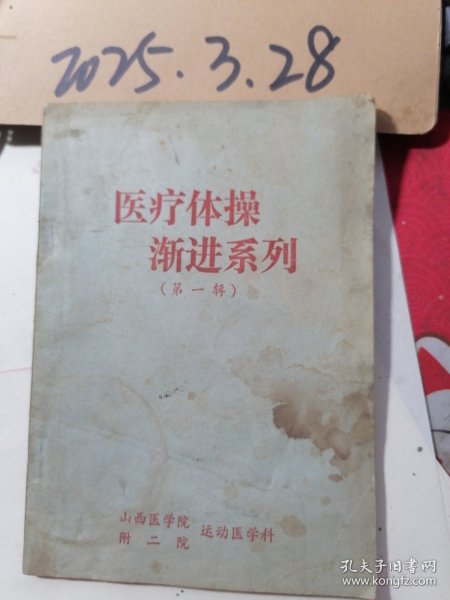 2025.3.28
医疗体操
渐进系列
(第一辑)
山西医学院
附二院
运动医学科
孔夫子旧书网
www.kongfz.com